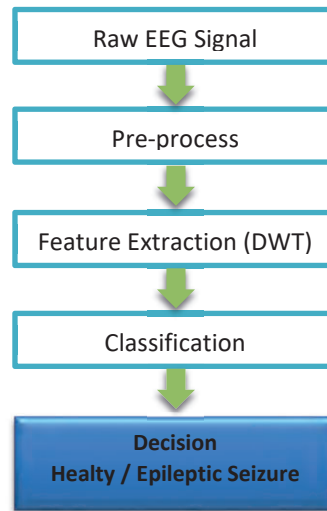 Raw EEG Signal
Pre-process
Feature Extraction (DWT)
Classification
Decision
Healty / Epileptic Seizure